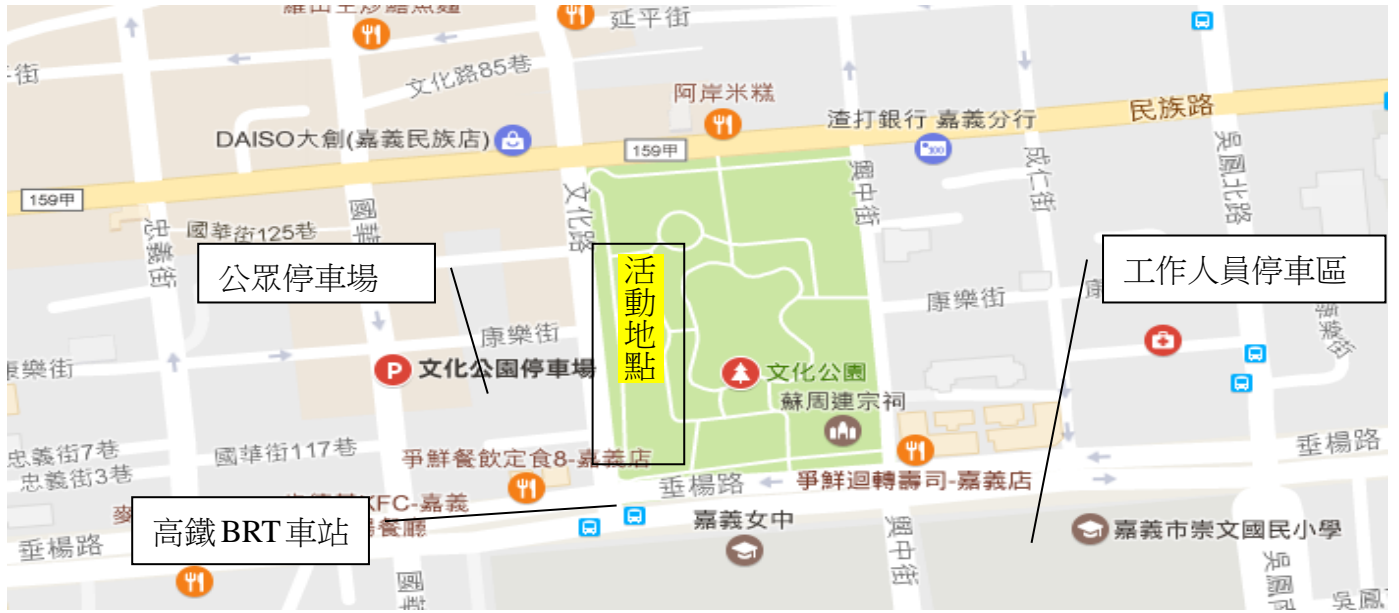 延平街
文化路85巷
阿岸米糕
渣打銀行 嘉義分行
民族路
DAISO大創(嘉義民族店)
159甲
159甲
$100
吳鳳北路
成仁街
興中街
文化路
國華
忠義街
國華街125巷
公眾停車場
活動地點
工作人員停車區
康樂街
康樂街
康樂街
P
文化公園停車場
文化公園
蘇周連宗祠
忠義街7巷
忠義街3巷
國華街117巷
爭鮮餐飲定食8-嘉義店
垂楊路
垂楊路
爭鮮迴轉壽司-嘉義店
KFC-嘉義
餐廳
高鐵BRT車站
嘉義女中
嘉義市崇文國民小學
垂楊路
興中街